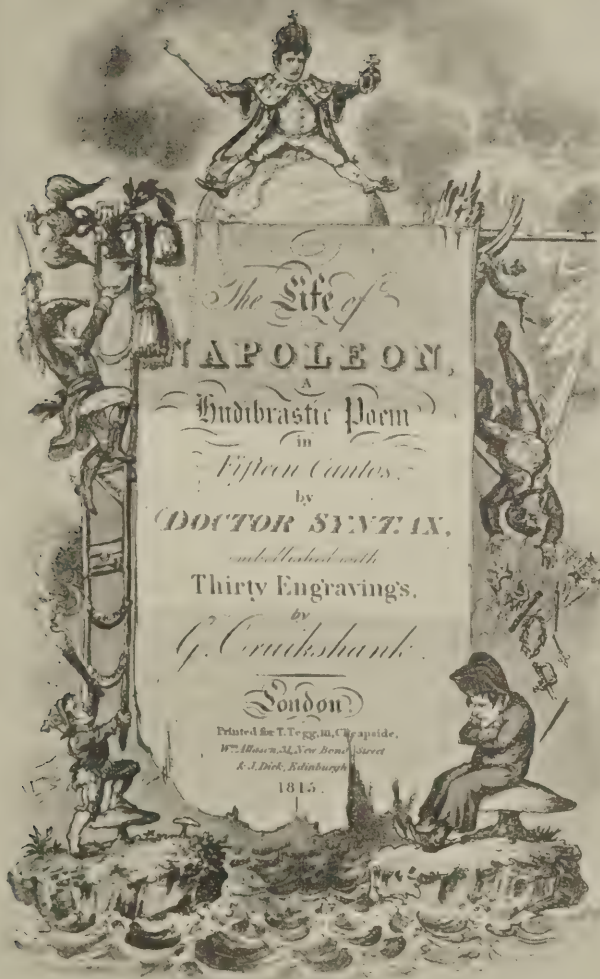 The Life of
NAPOLEON,
A
Hudibrastic Poem
in
Fifteen Cantos.
by
DOCTOR SYNTAX,
embellished with
Thirty Engravings,
by
G. Cruikshank.
London
Printed for T. Tegg, 111, Cheapside,
Wm. Allason, 31, New Bond Street
& J. Dick, Edinburgh
1815.